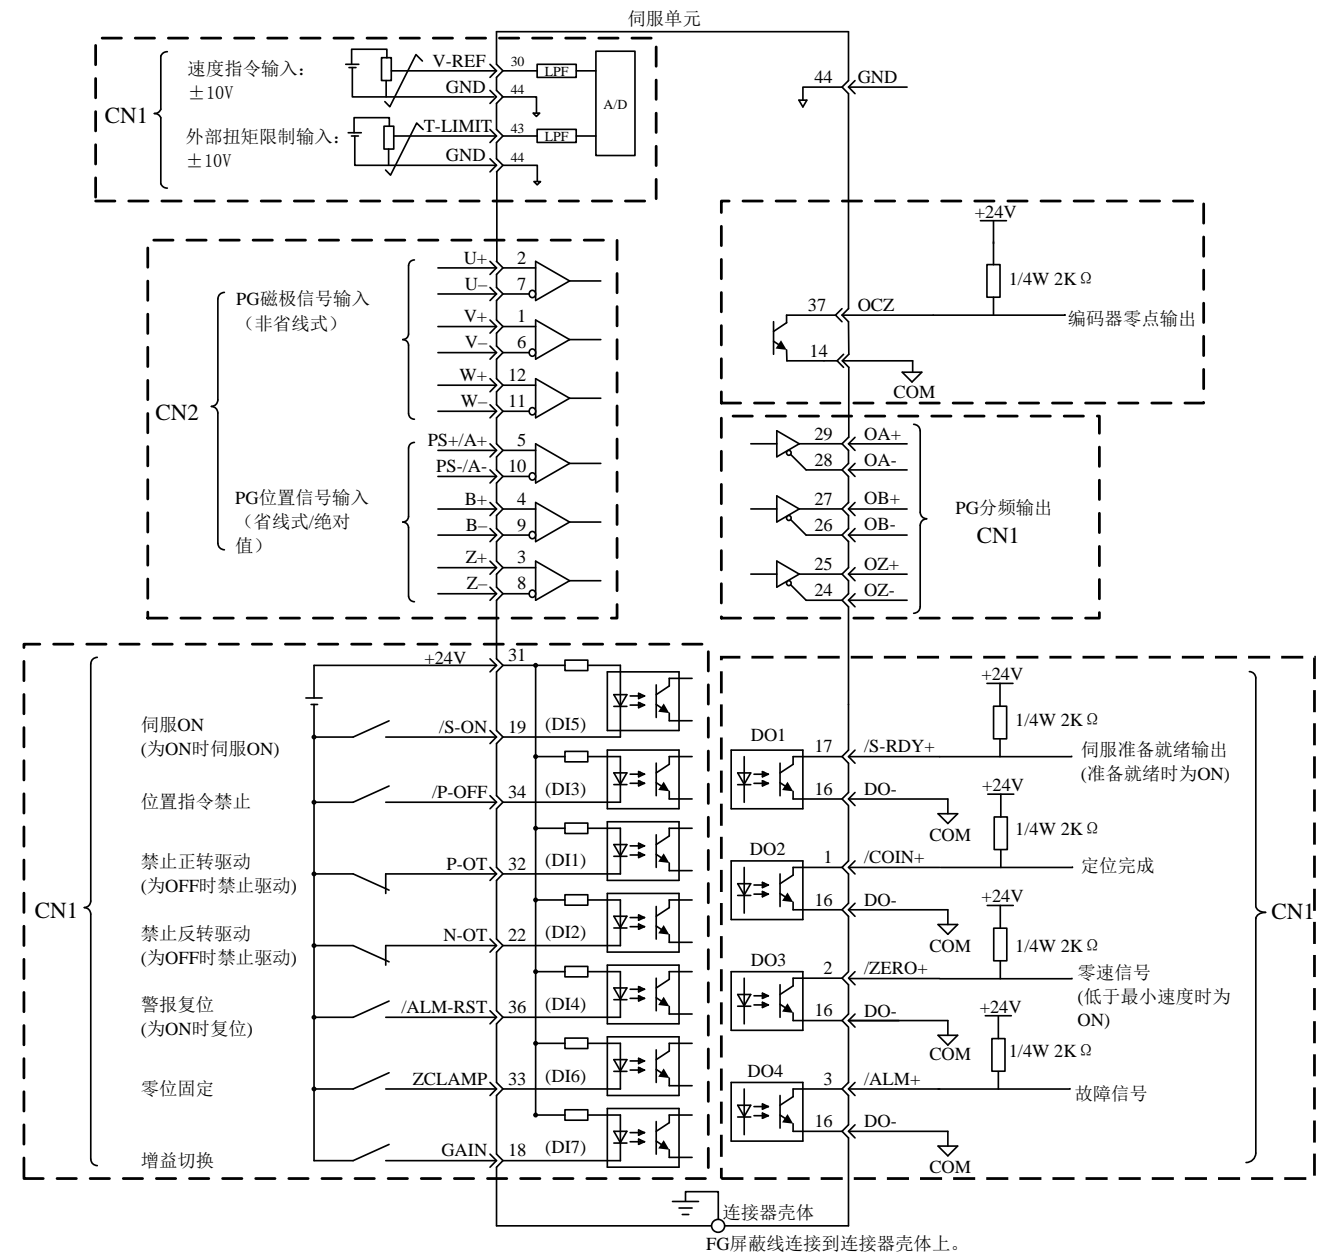 伺服单元
CN1
速度指令输入：
±10V
外部扭矩限制输入：
±10V
V-REF
30
LPF
GND
44
T-LIMIT
43
LPF
GND
44
A/D
44
GND
CN2
PG磁极信号输入
（非省线式）
U+
2
U−
7
V+
1
V−
6
W+
12
W−
11
PG位置信号输入
（省线式/绝对
值）
PS+/A+
5
PS-/A-
10
B+
4
B−
9
Z+
3
Z−
8
+24V
1/4W 2KΩ
37
OCZ
编码器零点输出
14
COM
29
OA+
28
OA-
27
OB+
26
OB-
25
OZ+
24
OZ-
PG分频输出
CN1
CN1
+24V
31
伺服ON
(为ON时伺服ON)
/S-ON
19
(DI5)
位置指令禁止
/P-OFF
34
(DI3)
禁止正转驱动
(为OFF时禁止驱动)
P-OT
32
(DI1)
禁止反转驱动
(为OFF时禁止驱动)
N-OT
22
(DI2)
警报复位
(为ON时复位)
/ALM-RST
36
(DI4)
零位固定
ZCLAMP
33
(DI6)
增益切换
GAIN
18
(DI7)
+24V
1/4W 2KΩ
DO1
17
/S-RDY+
伺服准备就绪输出
(准备就绪时为ON)
16
DO-
COM
+24V
1/4W 2KΩ
DO2
1
/COIN+
定位完成
16
DO-
COM
+24V
1/4W 2KΩ
DO3
2
/ZERO+
零速信号
(低于最小速度时为
ON)
16
DO-
COM
+24V
1/4W 2KΩ
DO4
3
/ALM+
故障信号
16
DO-
COM
CN1
连接器壳体
FG屏蔽线连接到连接器壳体上。